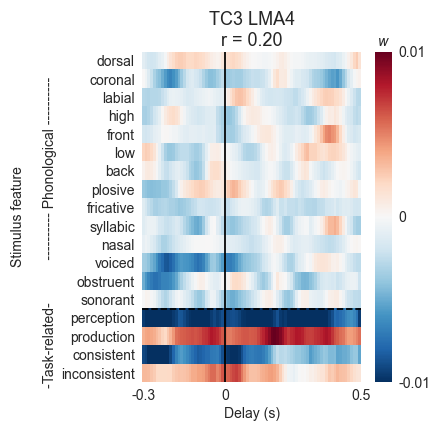 TC3 LMA4
r = 0.20
w
dorsal
coronal
labial
high
front
low
back
plosive
fricative
syllabic
nasal
voiced
obstruent
sonorant
perception
production
consistent
inconsistent
Stimulus feature
-Task-related- ---------- Phonological ----------
0.01
0
-0.01
-0.3 0 0.5
Delay (s)